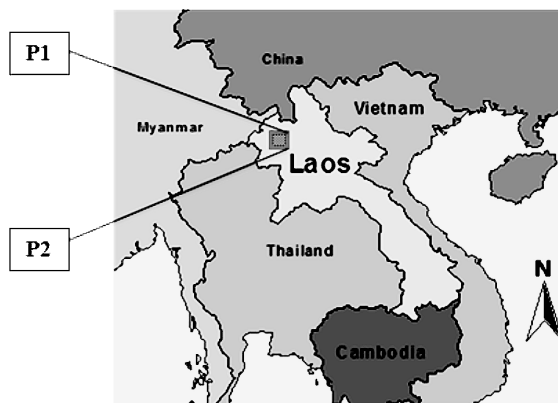 P1
China
Vietnam
Myanmar
Laos
P2
Thailand
N
Cambodia